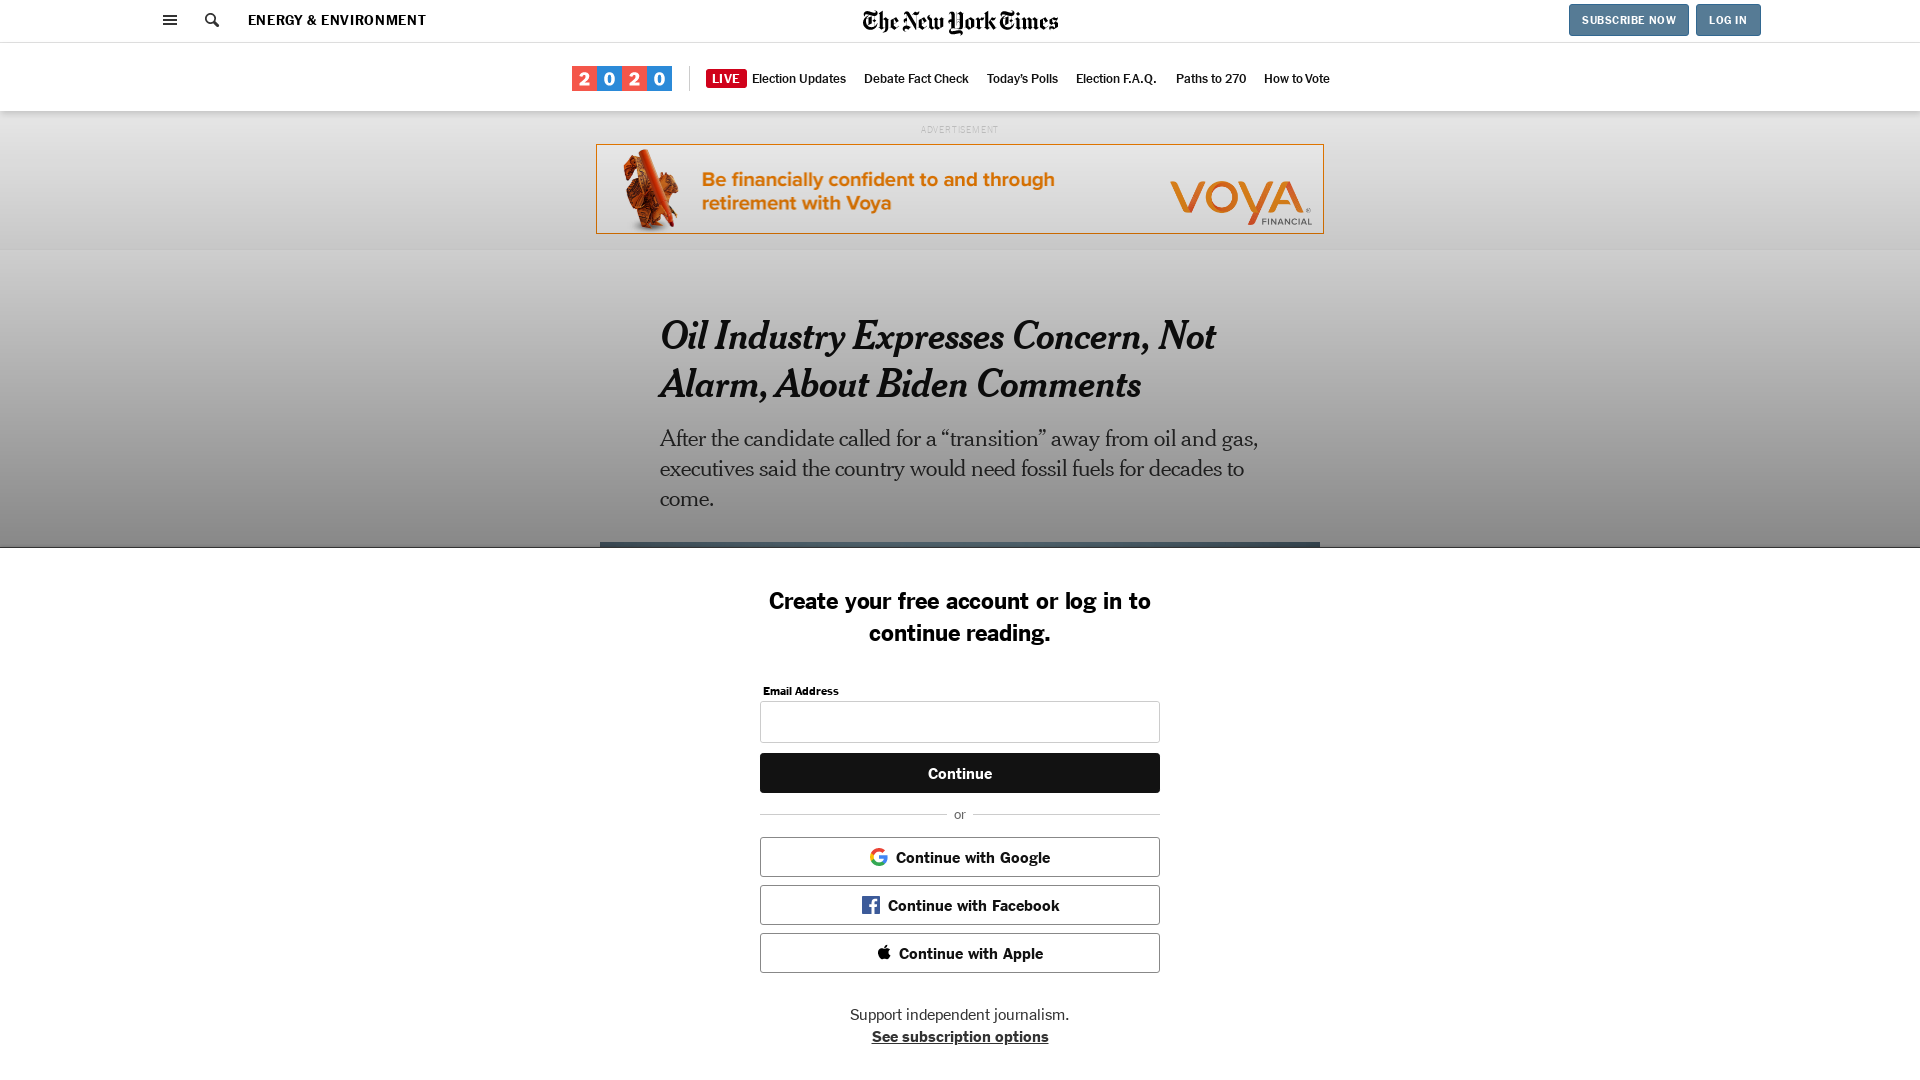 ENERGY & ENVIRONMENT
The New York Times
SUBSCRIBE NOW
LOG IN
2020
LIVE
Election Updates
Debate Fact Check
Today's Polls
Election F.A.Q.
Paths to 270
How to Vote
ADVERTISEMENT
Be financially confident to and through
retirement with Voya
VOYA®
FINANCIAL
Oil Industry Expresses Concern, Not
Alarm, About Biden Comments
After the candidate called for a “transition” away from oil and gas,
executives said the country would need fossil fuels for decades to
come.
Create your free account or log in to
continue reading.
Email Address
Continue
or
Continue with Google
Continue with Facebook
Continue with Apple
Support independent journalism.
See subscription options